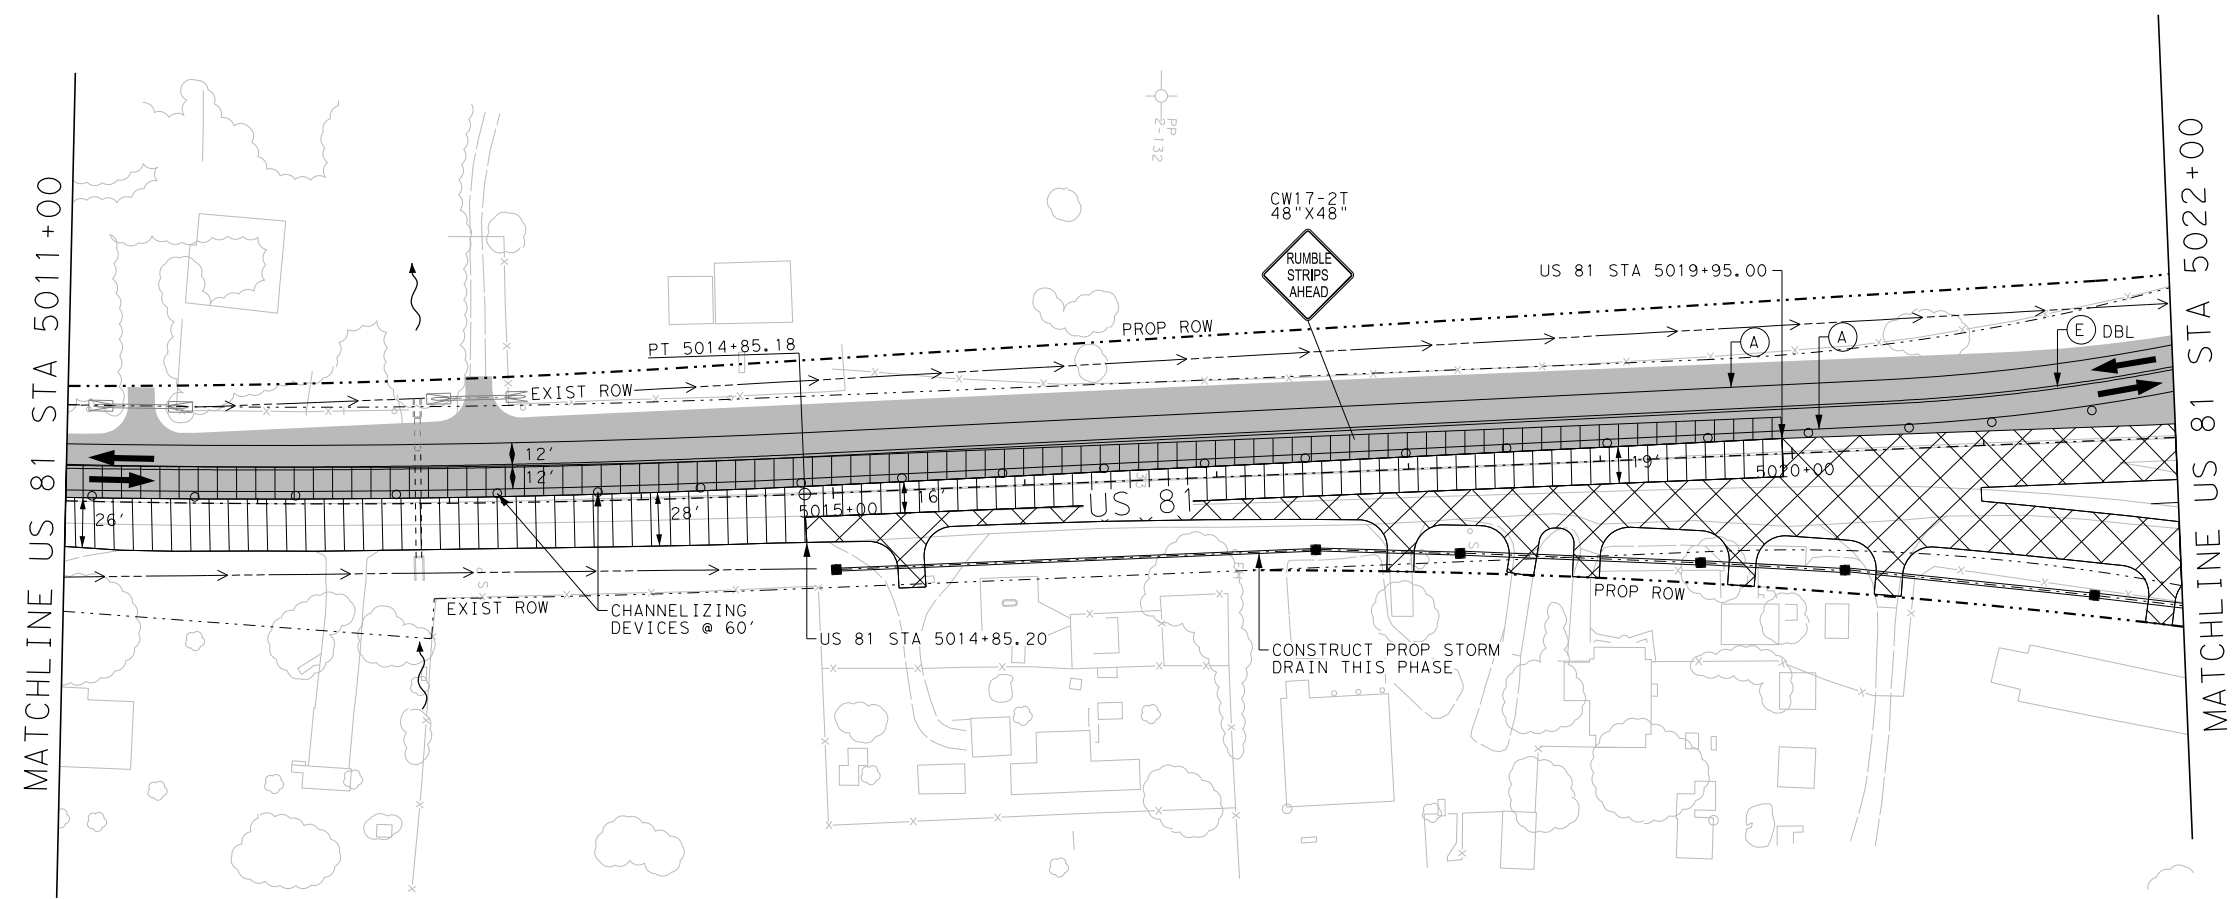 MATCHLINE US 81 STA 5011+00
PP
2-132
CW17-2T
48"X48"
RUMBLE
STRIPS
AHEAD
US 81 STA 5019+95.00
PROP ROW
PT 5014+85.18
EXIST ROW
A
A
E DBL
12'
12'
26'
28'
16'
19'
5015+00
US 81
5020+00
EXIST ROW
CHANNELIZING
DEVICES @ 60'
US 81 STA 5014+85.20
CONSTRUCT PROP STORM
DRAIN THIS PHASE
PROP ROW
MATCHLINE US 81 STA 5022+00